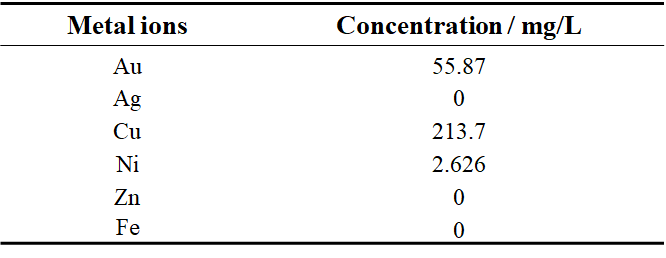 Metal ions Concentration / mg/L
Au 55.87
Ag 0
Cu 213.7
Ni 2.626
Zn 0
Fe 0